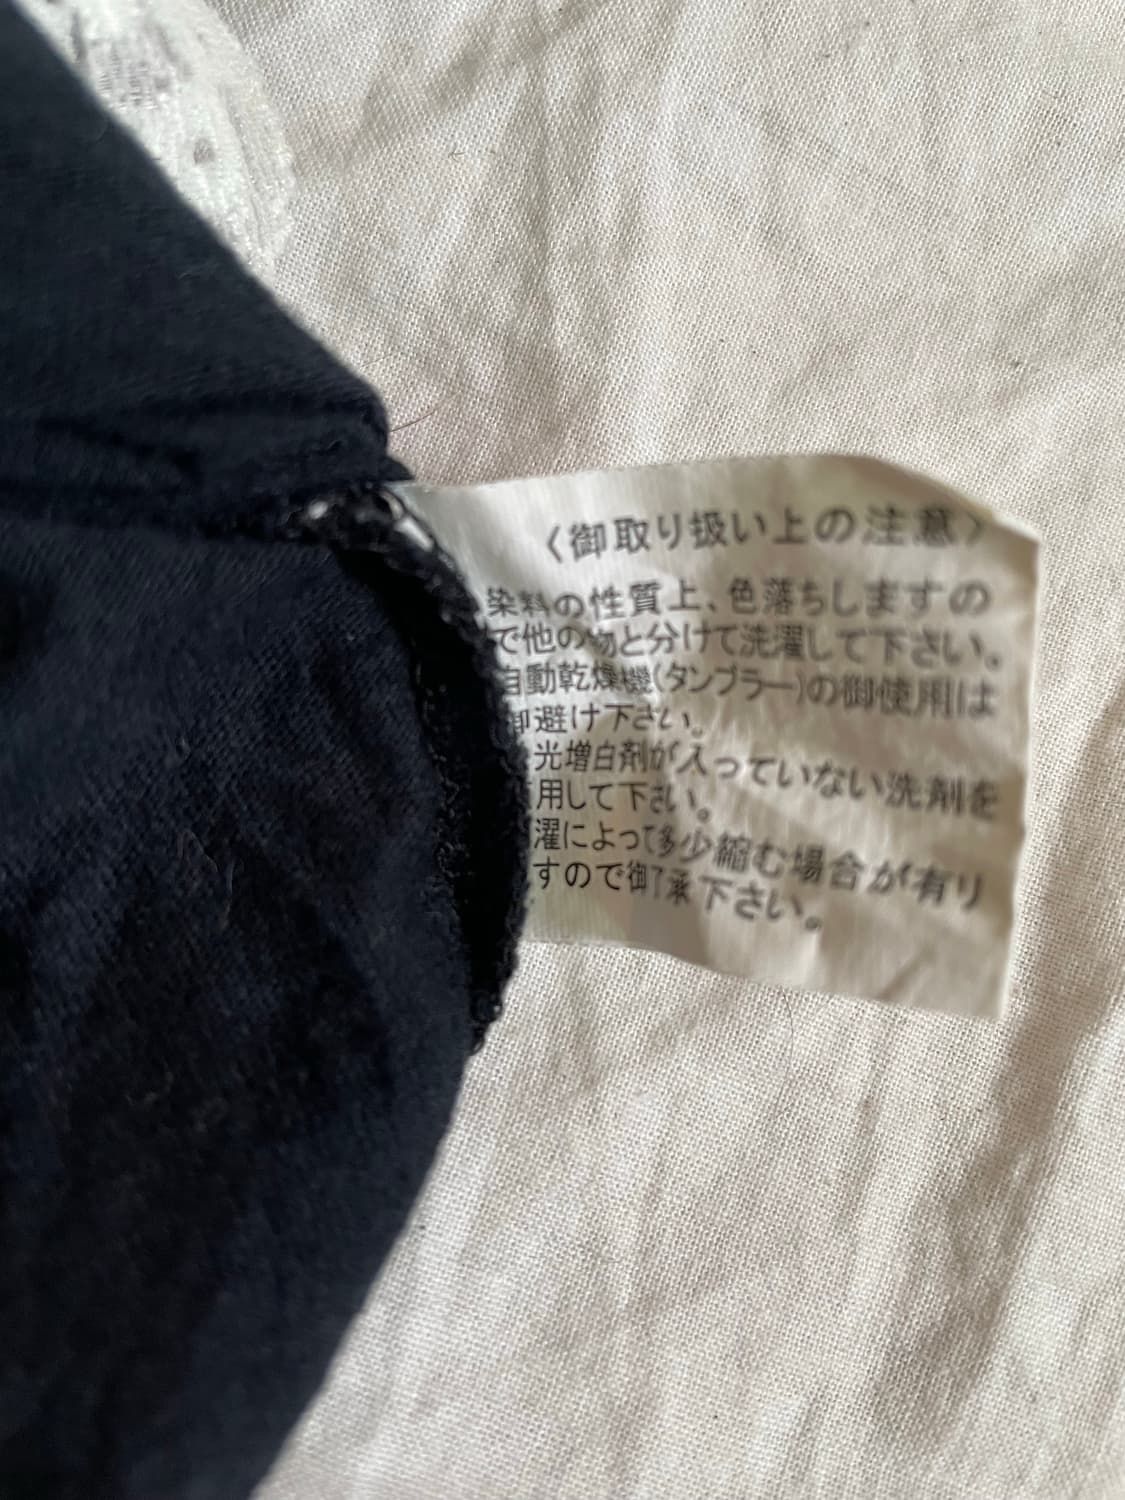 〈御取り扱い上の注意〉
染料の性質上、色落ちしますの
で他の物と分けて洗濯して下さい。
自動乾燥機(タンブラー)の御使用は
御避け下さい。
光増白剤が入っていない洗剤を
用して下さい。
濯によって多少縮む場合が有り
すので御了承下さい。